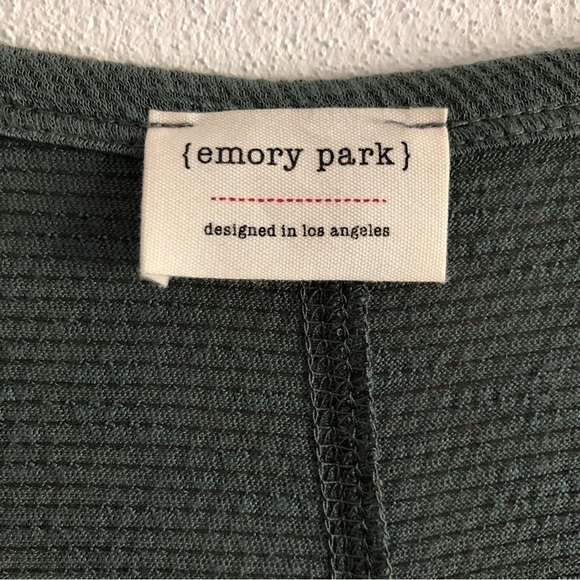 {emory park}
designed in los angeles